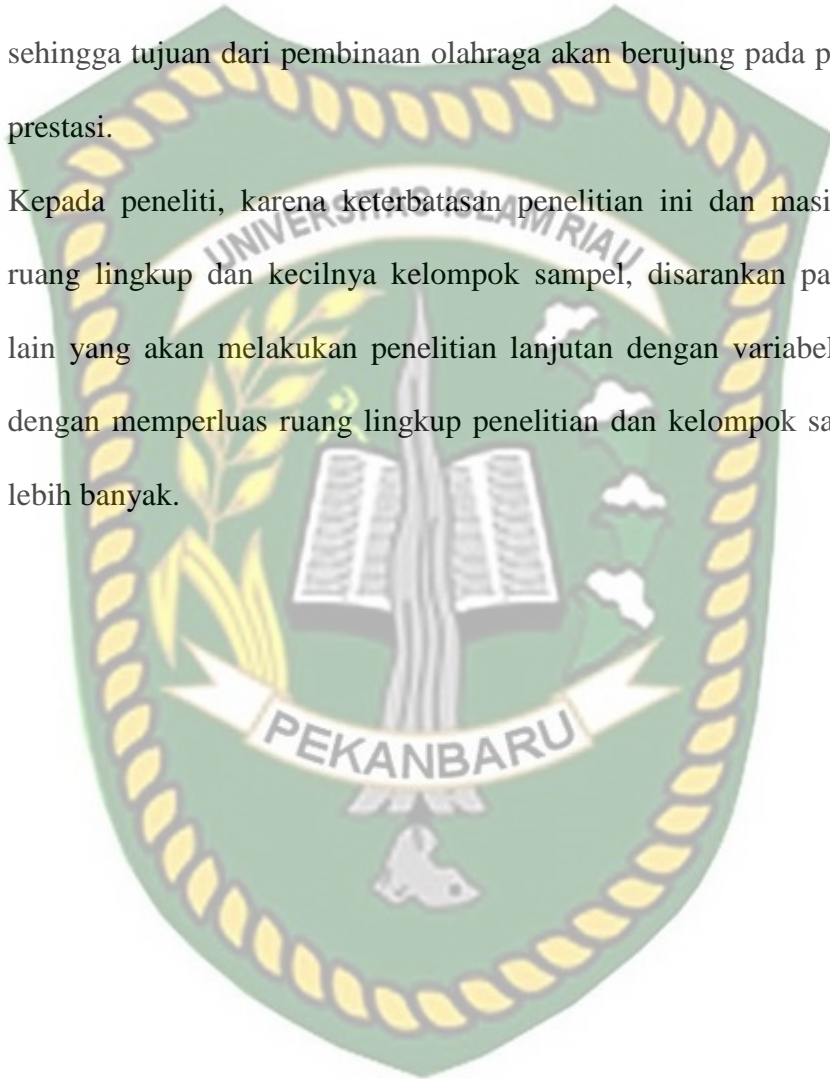 sehingga tujuan dari pembinaan olahraga akan berujung pada p
prestasi.
Kepada peneliti, karena keterbatasan penelitian ini dan masi
ruang lingkup dan kecilnya kelompok sampel, disarankan pa
lain yang akan melakukan penelitian lanjutan dengan variabel
dengan memperluas ruang lingkup penelitian dan kelompok sa
lebih banyak.
UNIVERSITAS ISLAM RIAU
PEKANBARU